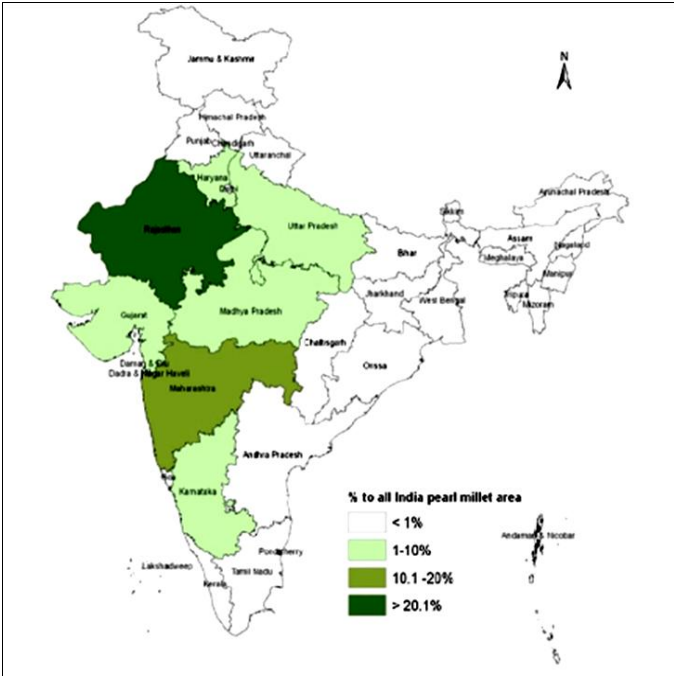 N
Jammu & Kashme
Himachal Pradesh
Punjab
Chandigarh
Uttaranchal
Haryana
Delhi
Rajasthan
Uttar Pradesh
Sikkim
Arunachal Pradesh
Assam
Nagaland
Meghalaya
Manipur
Bihar
Tripura
Mizoram
Jharkhand
West Bengal
Gujarat
Madhya Pradesh
Chattisgarh
Orissa
Daman & Diu
Dadra & Nagar Haveli
Maharashtra
Andhra Pradesh
Goa
Karnataka
% to all India pearl millet area
< 1%
1-10%
10.1 -20%
> 20.1%
Andaman & Nicobar
Pondicherry
Lakshadweep
Tamil Nadu
Kerala